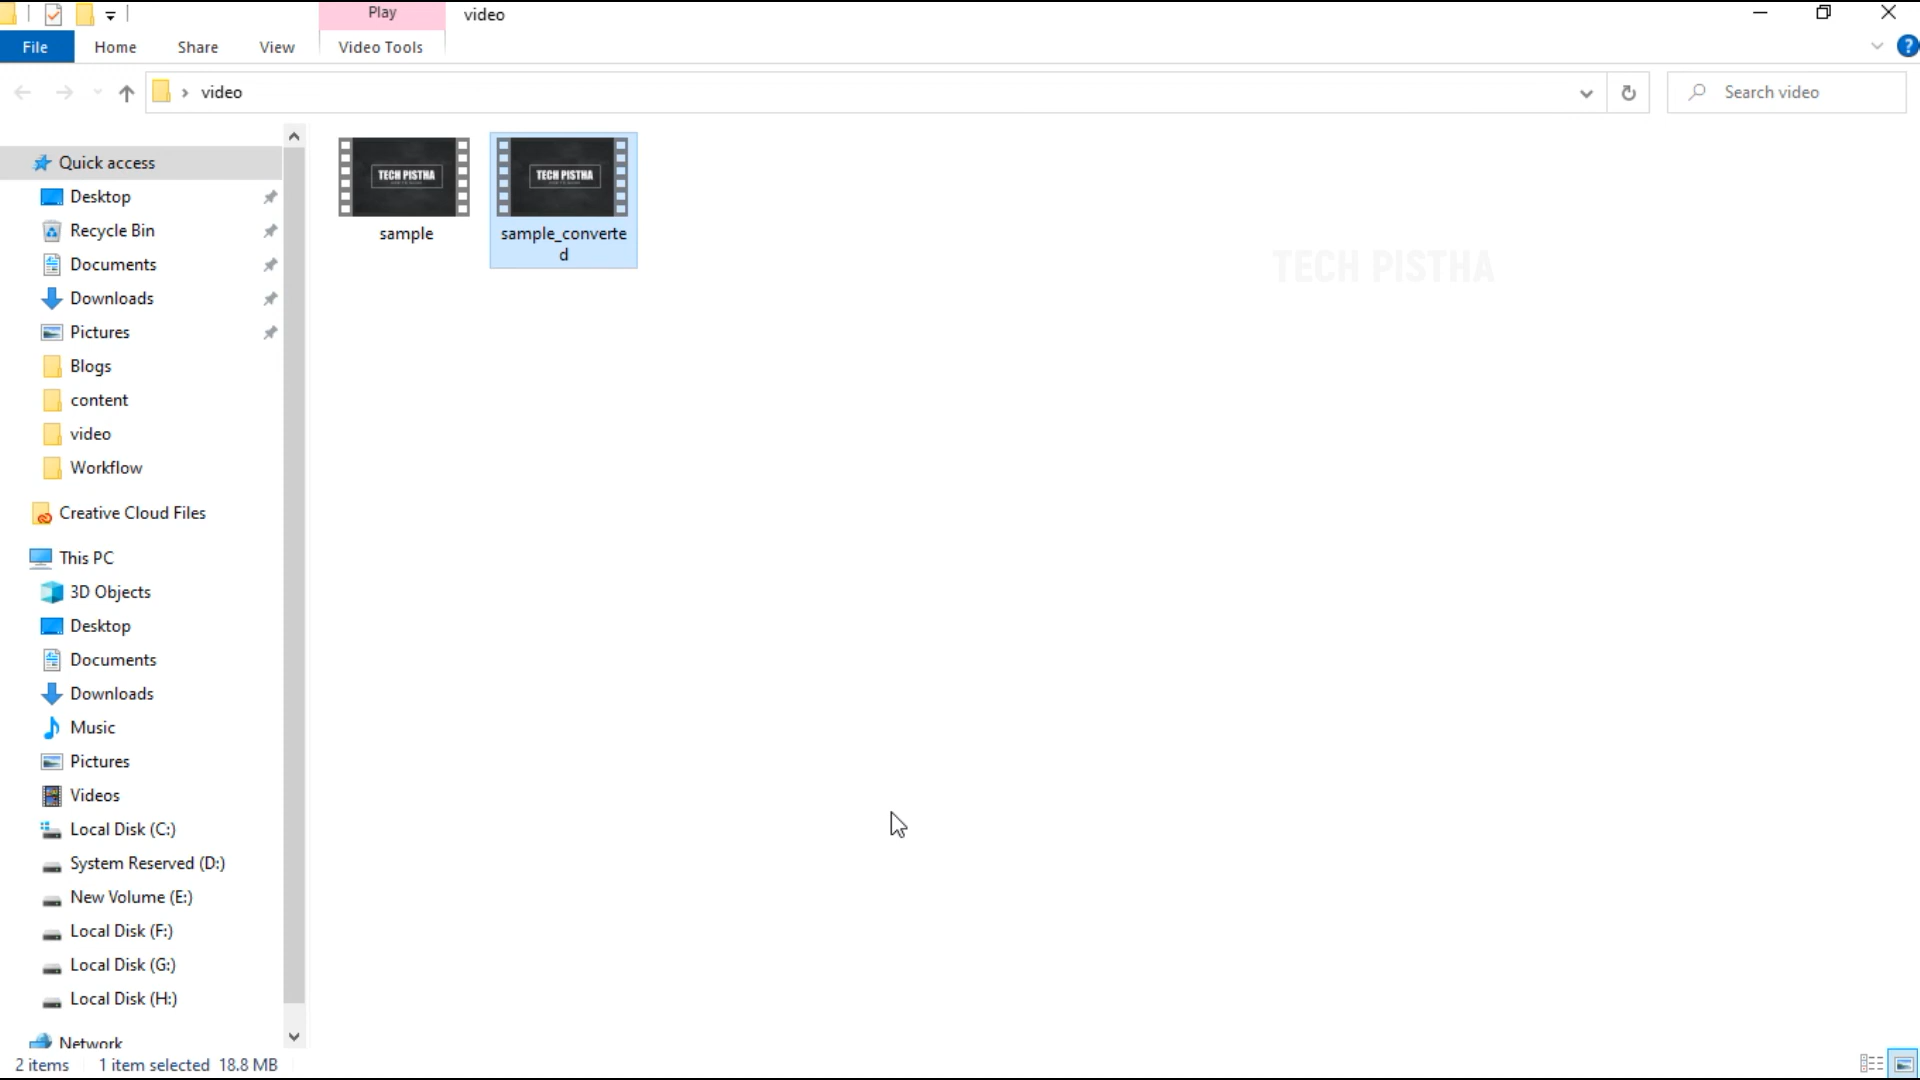 Play
video
File
Home
Share
View
Video Tools
video
Search video
Quick access
Desktop
Recycle Bin
Documents
Downloads
Pictures
Blogs
content
video
Workflow
Creative Cloud Files
This PC
3D Objects
Desktop
Documents
Downloads
Music
Pictures
Videos
Local Disk (C:)
System Reserved (D:)
New Volume (E:)
Local Disk (F:)
Local Disk (G:)
Local Disk (H:)
Network
TECH PISTHA
sample
TECH PISTHA
sample_converte
d
TECH PISTHA
2 items
1 item selected 18.8 MB